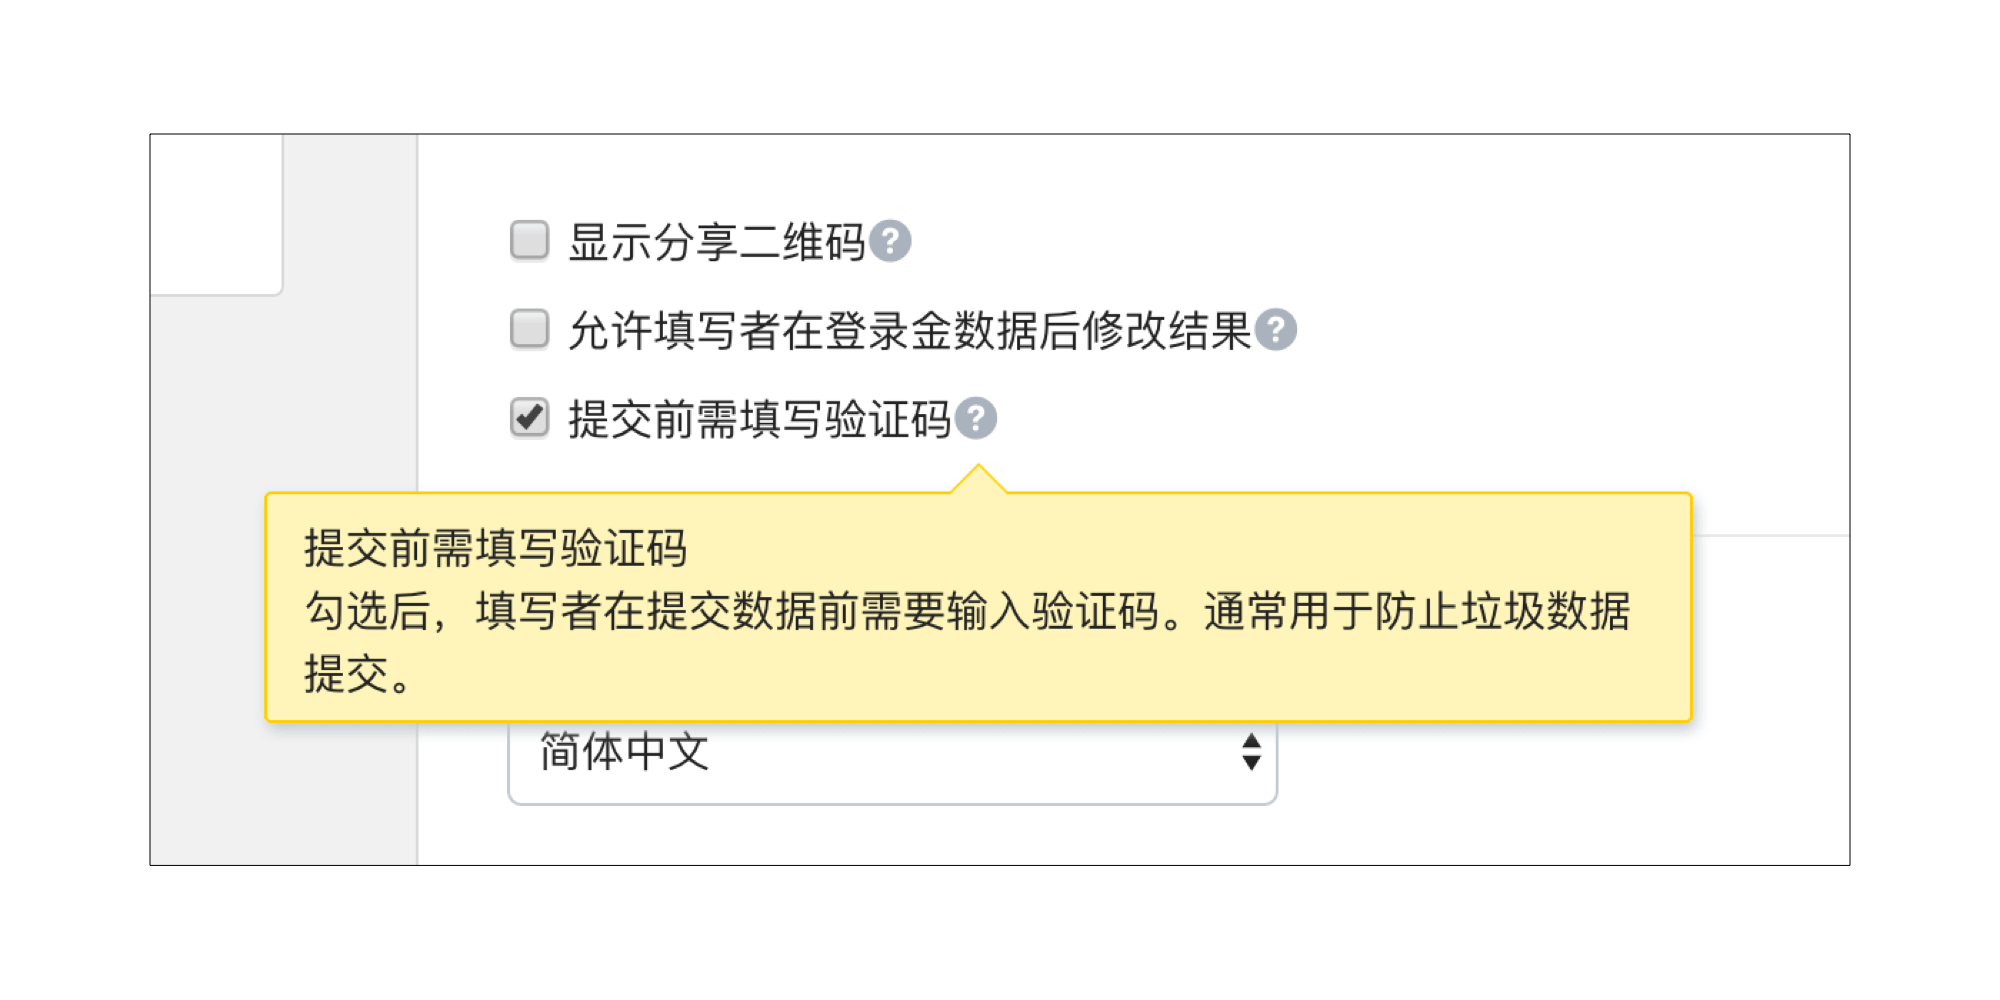 显示分享二维码?
允许填写者在登录金数据后修改结果?
提交前需填写验证码?
提交前需填写验证码
勾选后，填写者在提交数据前需要输入验证码。通常用于防止垃圾数据
提交。
简体中文